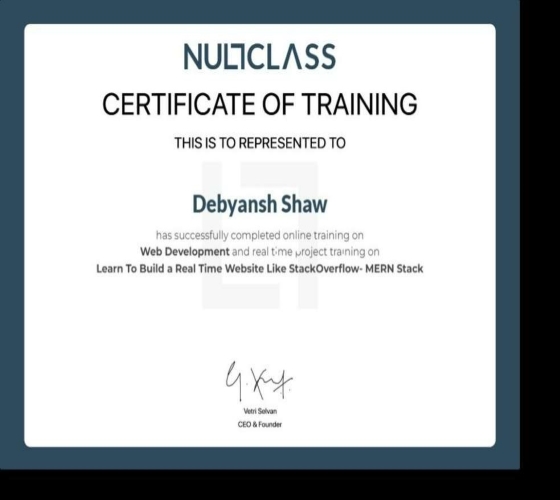 NULLCLASS
CERTIFICATE OF TRAINING
THIS IS TO REPRESENTED TO
Debyansh Shaw
has successfully completed online training on
Web Development and real time project training on
Learn To Build a Real Time Website Like StackOverflow- MERN Stack
Vetri Selvan
CEO & Founder